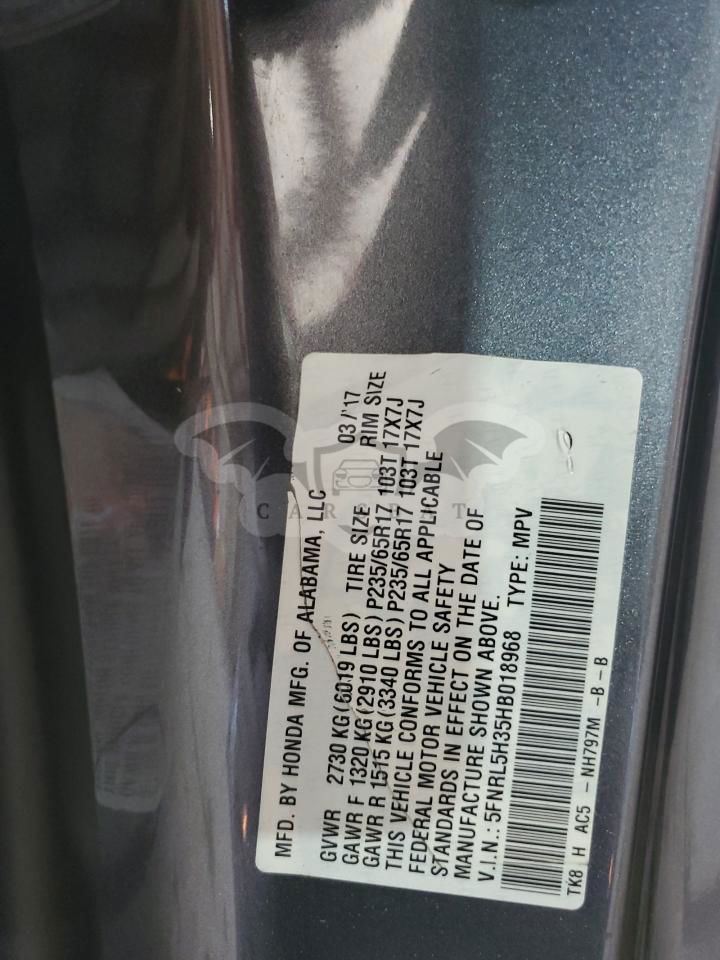 MFD. BY HONDA MFG. OF ALABAMA, LLC 03/'17
GVWR 2730 KG (6019 LBS) TIRE SIZE RIM SIZE
GAWR F 1320 KG (2910 LBS) P235/65R17 103T 17X7J
GAWR R 1515 KG (3340 LBS) P235/65R17 103T 17X7J
THIS VEHICLE CONFORMS TO ALL APPLICABLE
FEDERAL MOTOR VEHICLE SAFETY
STANDARDS IN EFFECT ON THE DATE OF
MANUFACTURE SHOWN ABOVE.
V.I.N.: 5FNRL5H35HB018968 TYPE: MPV
TK8 H AC5 - NH797M -B-B